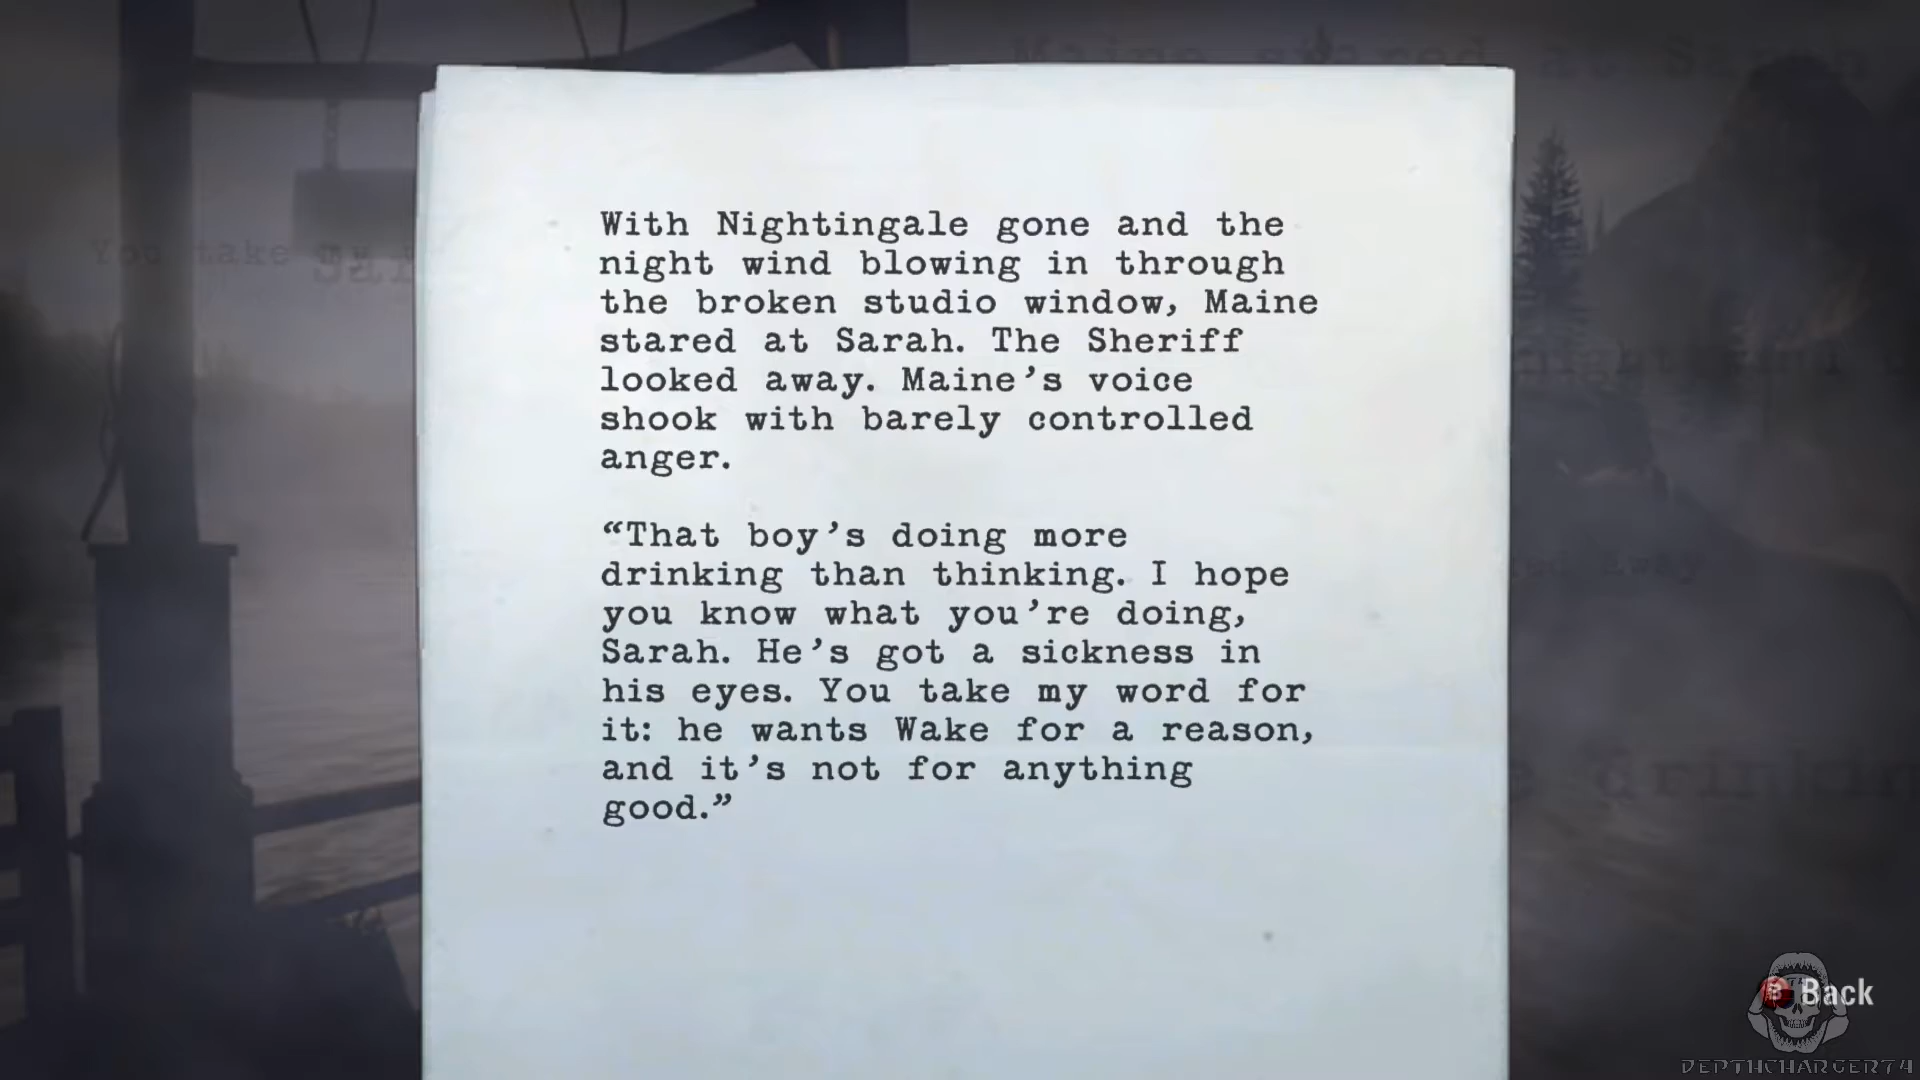 With Nightingale gone and the
night wind blowing in through
the broken studio window, Maine
stared at Sarah. The Sheriff
looked away. Maine’s voice
shook with barely controlled
anger.
“That boy’s doing more
drinking than thinking. I hope
you know what you’re doing,
Sarah. He’s got a sickness in
his eyes. You take my word for
it: he wants Wake for a reason,
and it’s not for anything
good.”
B Back
DEPTHCHARGER74